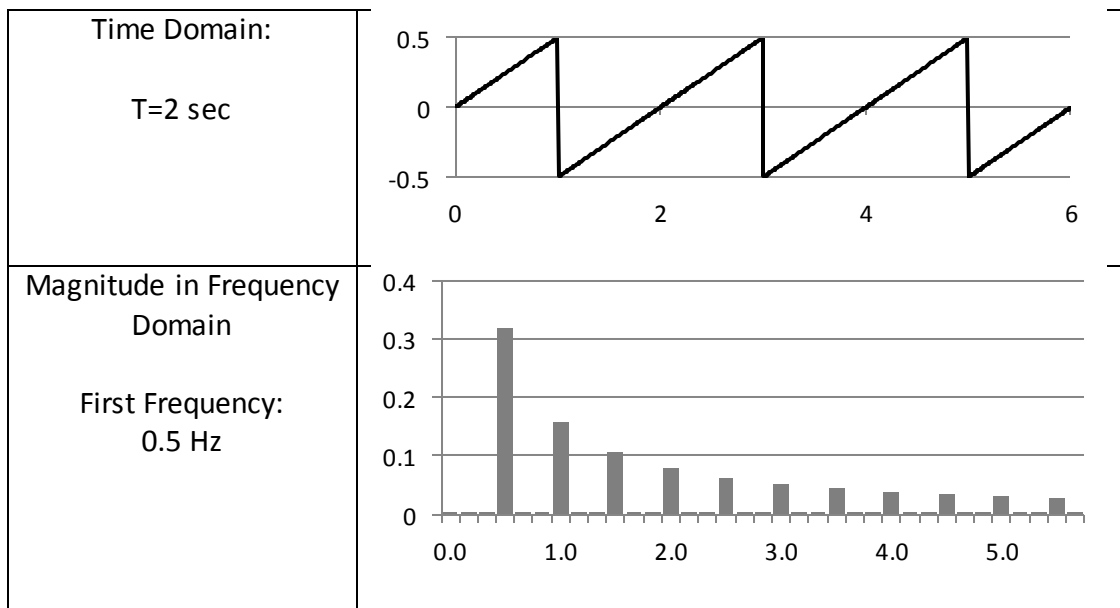 Time Domain:
T=2 sec
0.5
0
-0.5
0 2 4 6
Magnitude in Frequency
Domain
First Frequency:
0.5 Hz
0.4
0.3
0.2
0.1
0
0.0 1.0 2.0 3.0 4.0 5.0